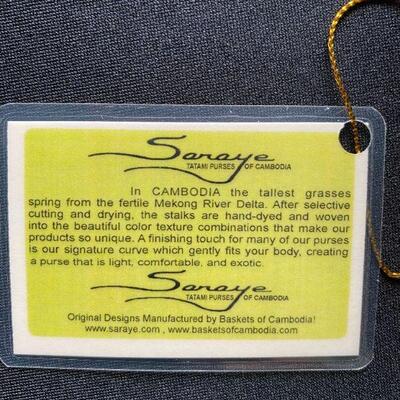 Saraye
TATAMI PURSES OF CAMBODIA
In CAMBODIA the tallest grasses
spring from the fertile Mekong River Delta. After selective
cutting and drying, the stalks are hand-dyed and woven
into the beautiful color texture combinations that make our
products so unique. A finishing touch for many of our purses
is our signature curve which gently fits your body, creating
a purse that is light, comfortable, and exotic.
Saraye
TATAMI PURSES OF CAMBODIA
Original Designs Manufactured by Baskets of Cambodia!
www.saraye.com , www.basketsofcambodia.com